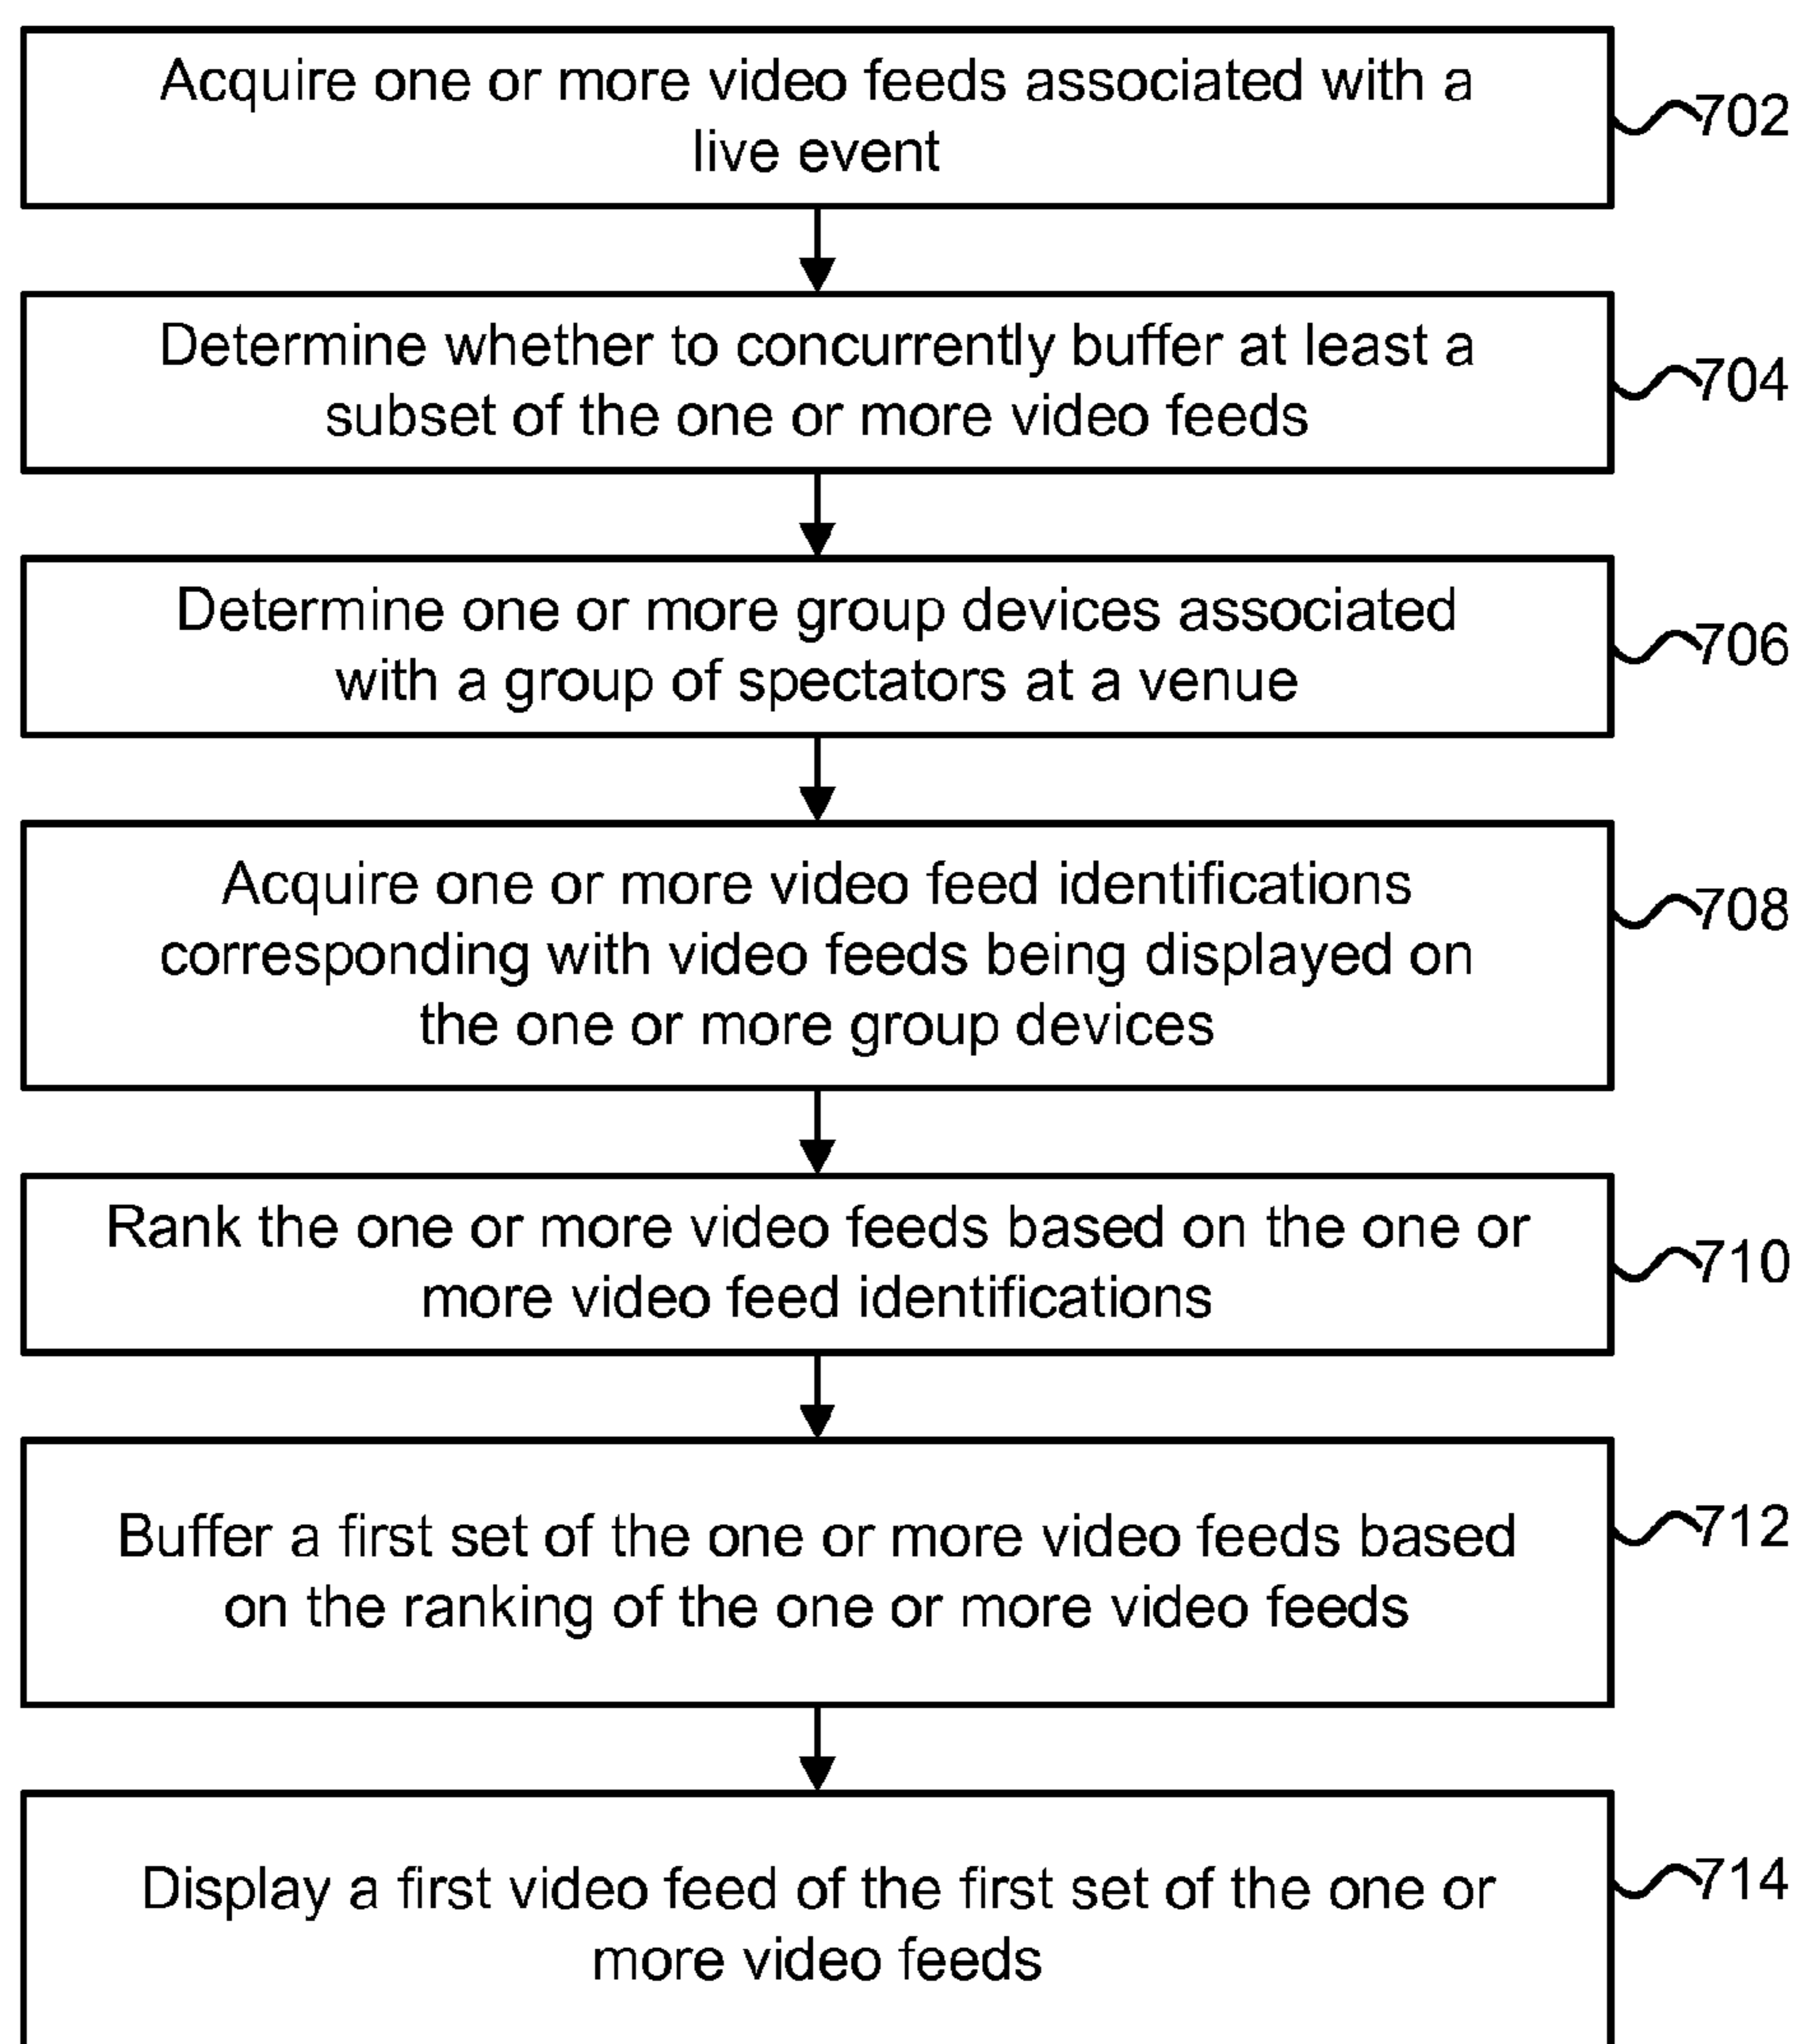 Acquire one or more video feeds associated with a
live event
702
Determine whether to concurrently buffer at least a
subset of the one or more video feeds
704
Determine one or more group devices associated
with a group of spectators at a venue
706
Acquire one or more video feed identifications
corresponding with video feeds being displayed on
the one or more group devices
708
Rank the one or more video feeds based on the one or
more video feed identifications
710
Buffer a first set of the one or more video feeds based
on the ranking of the one or more video feeds
712
Display a first video feed of the first set of the one or
more video feeds
714